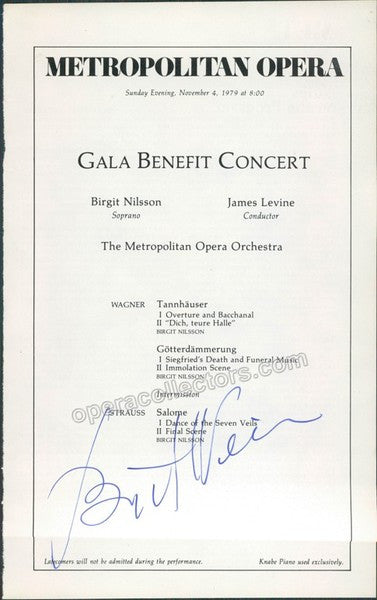 METROPOLITAN OPERA
Sunday Evening, November 4, 1979 at 8:00
GALA BENEFIT CONCERT
Birgit Nilsson James Levine
Soprano Conductor
The Metropolitan Opera Orchestra
WAGNER Tannhäuser
I Overture and Bacchanal
II "Dich, teure Halle"
BIRGIT NILSSON
Götterdämmerung
I Siegfried's Death and Funeral Music
II Immolation Scene
BIRGIT NILSSON
operacollectors.com
Intermission
STRAUSS Salome
I Dance of the Seven Veils
II Final Scene
BIRGIT NILSSON
Latecomers will not be admitted during the performance. Knabe Piano used exclusively.